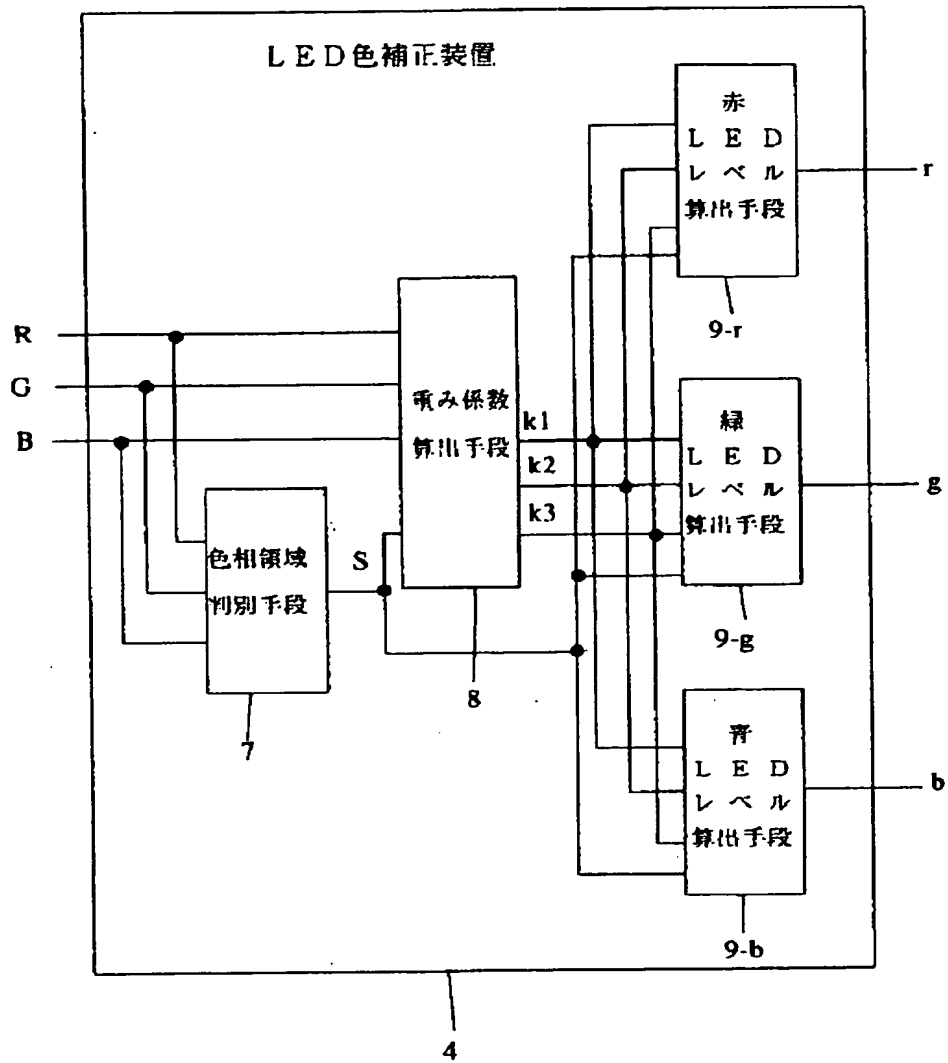 LED色補正装置
赤
LED
レベル
算出手段
r
9-r
R
G
B
重み係数
算出手段
k1
k2
k3
緑
LED
レベル
算出手段
g
9-g
色相領域
判別手段
S
8
7
青
LED
レベル
算出手段
b
9-b
4